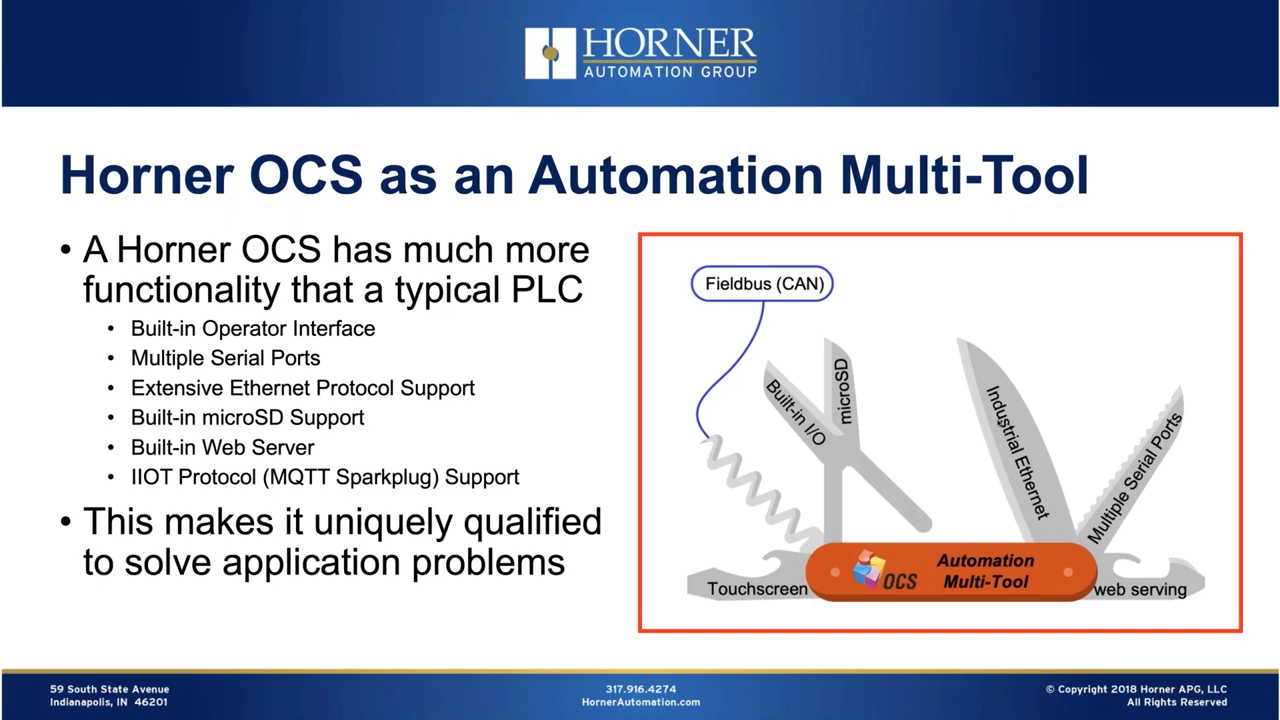 HORNER
AUTOMATION GROUP
Horner OCS as an Automation Multi-Tool
• A Horner OCS has much more
functionality that a typical PLC
• Built-in Operator Interface
• Multiple Serial Ports
• Extensive Ethernet Protocol Support
• Built-in microSD Support
• Built-in Web Server
• IIOT Protocol (MQTT Sparkplug) Support
• This makes it uniquely qualified
to solve application problems
Fieldbus (CAN)
Built-in I/O
microSD
Industrial Ethernet
Multiple Serial Ports
Touchscreen
OCS
Automation
Multi-Tool
web serving
59 South State Avenue
Indianapolis, IN 46201
317.916.4274
HornerAutomation.com
© Copyright 2018 Horner APG, LLC
All Rights Reserved